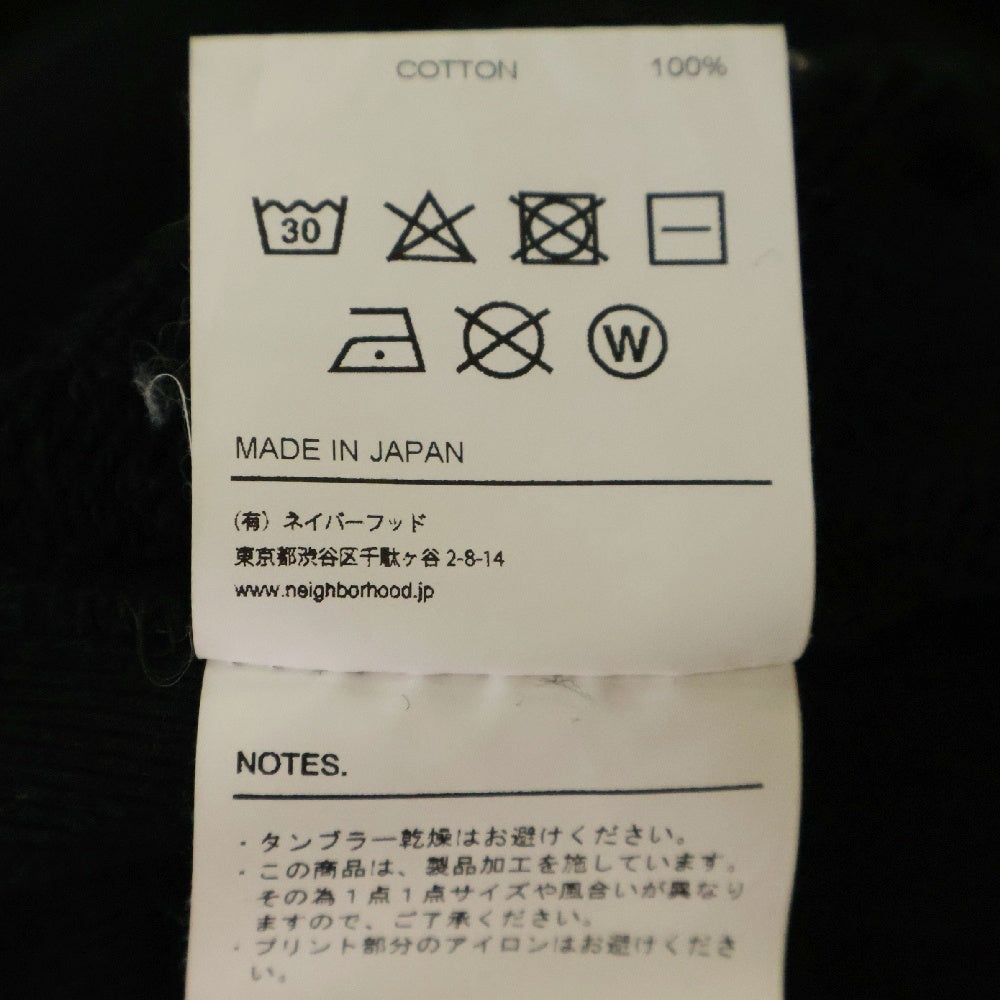 COTTON 100%
30
W
MADE IN JAPAN
(有) ネイバーフッド
東京都渋谷区千駄ヶ谷 2-8-14
www.neighborhood.jp
NOTES.
・タンブラー乾燥はお避けください。
・この商品は、製品加工を施しています。
その為1点1点サイズや風合いが異なり
ますので、ご了承ください。
・プリント部分のアイロンはお避けくださ
い。